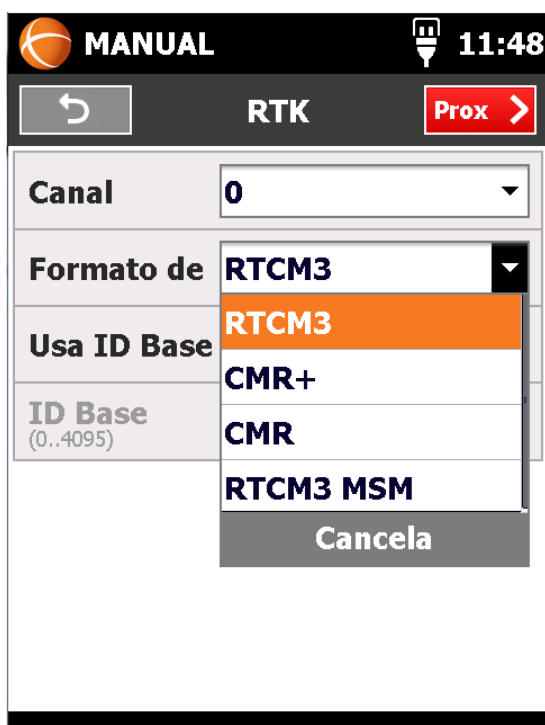 MANUAL 11:48
RTK Prox
Canal 0
Formato de RTCM3
RTCM3
Usa ID Base
CMR+
ID Base
(0..4095)
CMR
RTCM3 MSM
Cancela